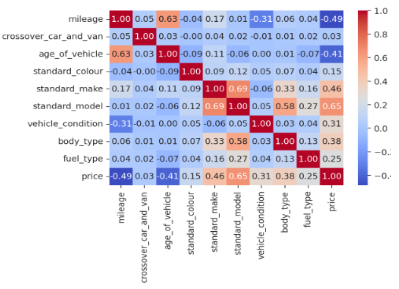 mileage 1.00 0.05 0.63 -0.04 0.17 0.01 -0.31 0.06 0.04 -0.49
crossover_car_and_van 0.05 1.00 0.03 -0.00 0.04 0.02 -0.01 0.01 0.02 0.03
age_of_vehicle 0.63 0.03 1.00 -0.09 0.11 -0.06 0.00 0.01 -0.07 -0.41
standard_colour -0.04 -0.00 -0.09 1.00 0.09 0.12 0.05 0.07 0.04 0.15
standard_make 0.17 0.04 0.11 0.09 1.00 0.69 -0.06 0.33 0.16 0.46
standard_model 0.01 0.02 -0.06 0.12 0.69 1.00 0.05 0.58 0.27 0.65
vehicle_condition -0.31 -0.01 0.00 0.05 -0.06 0.05 1.00 0.03 0.04 0.31
body_type 0.06 0.01 0.01 0.07 0.33 0.58 0.03 1.00 0.13 0.38
fuel_type 0.04 0.02 -0.07 0.04 0.16 0.27 0.04 0.13 1.00 0.25
price -0.49 0.03 -0.41 0.15 0.46 0.65 0.31 0.38 0.25 1.00
mileage
crossover_car_and_van
age_of_vehicle
standard_colour
standard_make
standard_model
vehicle_condition
body_type
fuel_type
price
1.0
0.8
0.6
0.4
0.2
0.0
−0.2